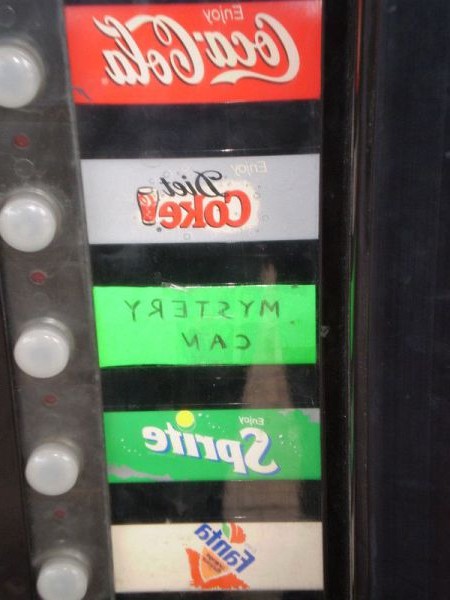 Enjoy
Coca-Cola
Enjoy
Diet
Coke
MYSTERY
CAN
Enjoy
Sprite
Fanta